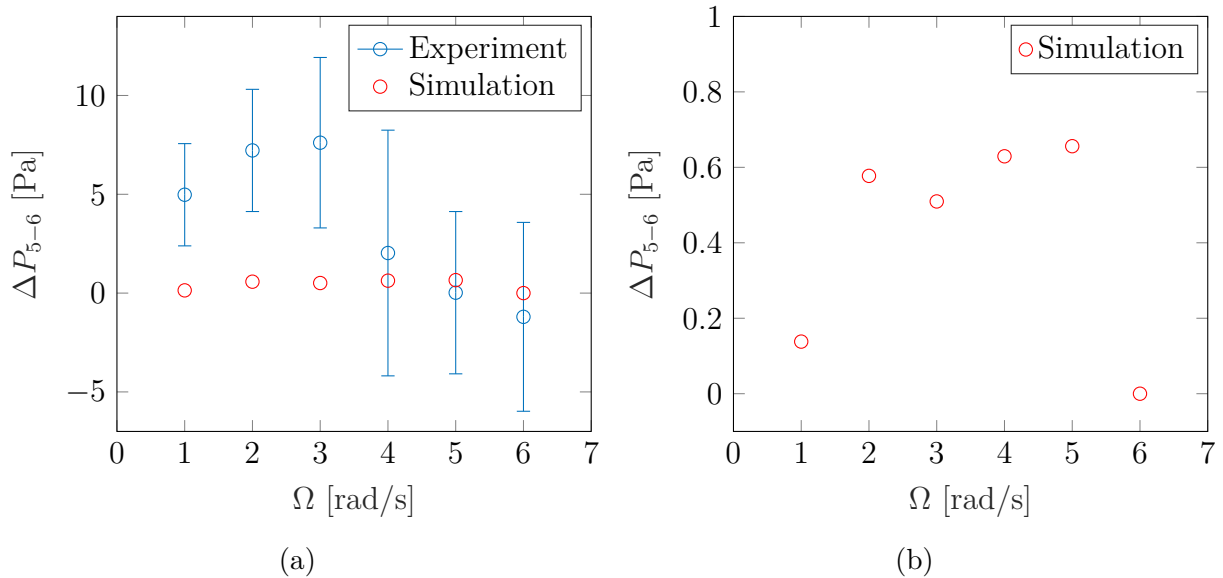 Experiment
Simulation
10
5
0
−5
ΔP₅₋₆ [Pa]
0 1 2 3 4 5 6 7
Ω [rad/s]
(a)
Simulation
1
0.8
0.6
0.4
0.2
0
ΔP₅₋₆ [Pa]
0 1 2 3 4 5 6 7
Ω [rad/s]
(b)